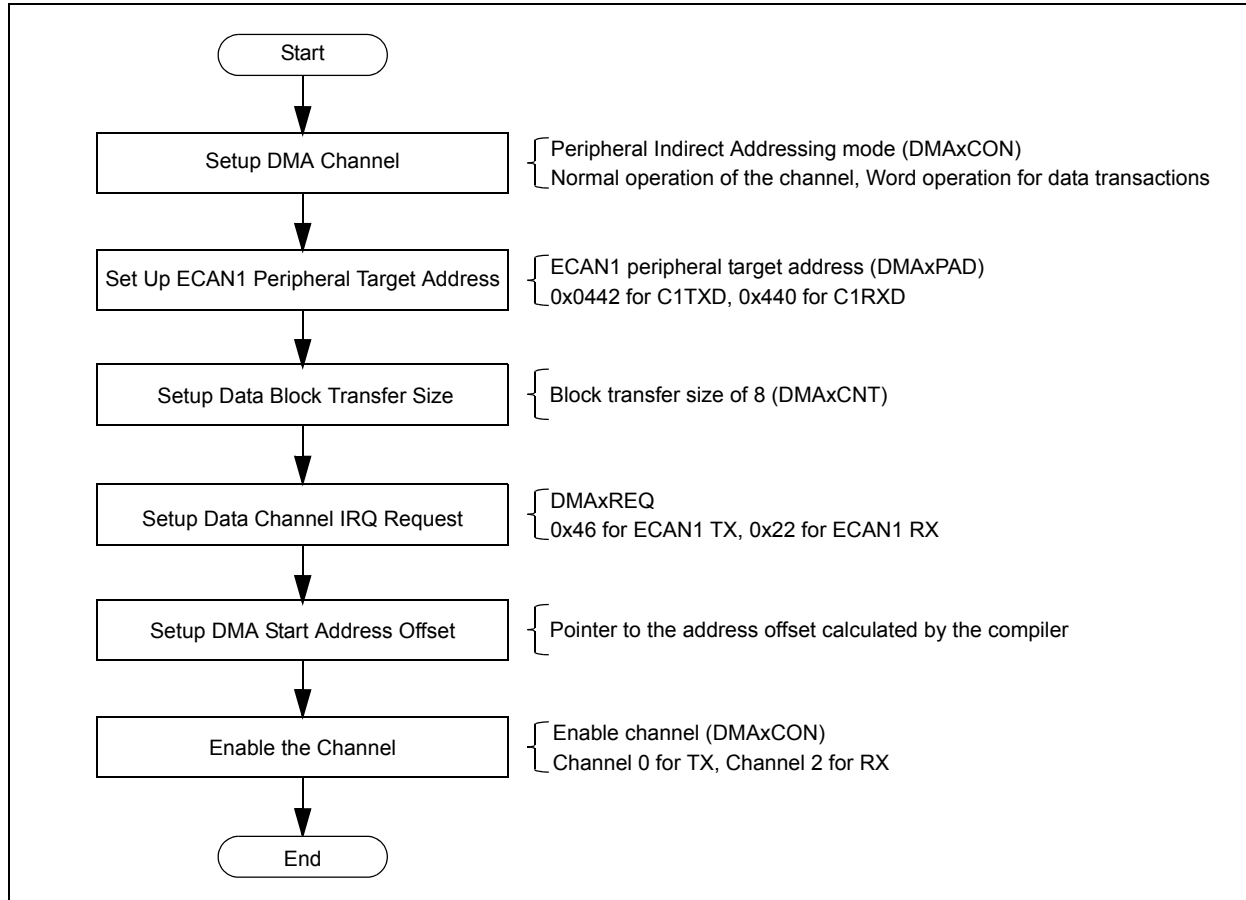 Start
Setup DMA Channel
Peripheral Indirect Addressing mode (DMAxCON)
Normal operation of the channel, Word operation for data transactions
Set Up ECAN1 Peripheral Target Address
ECAN1 peripheral target address (DMAxPAD)
0x0442 for C1TXD, 0x440 for C1RXD
Setup Data Block Transfer Size
Block transfer size of 8 (DMAxCNT)
Setup Data Channel IRQ Request
DMAxREQ
0x46 for ECAN1 TX, 0x22 for ECAN1 RX
Setup DMA Start Address Offset
Pointer to the address offset calculated by the compiler
Enable the Channel
Enable channel (DMAxCON)
Channel 0 for TX, Channel 2 for RX
End